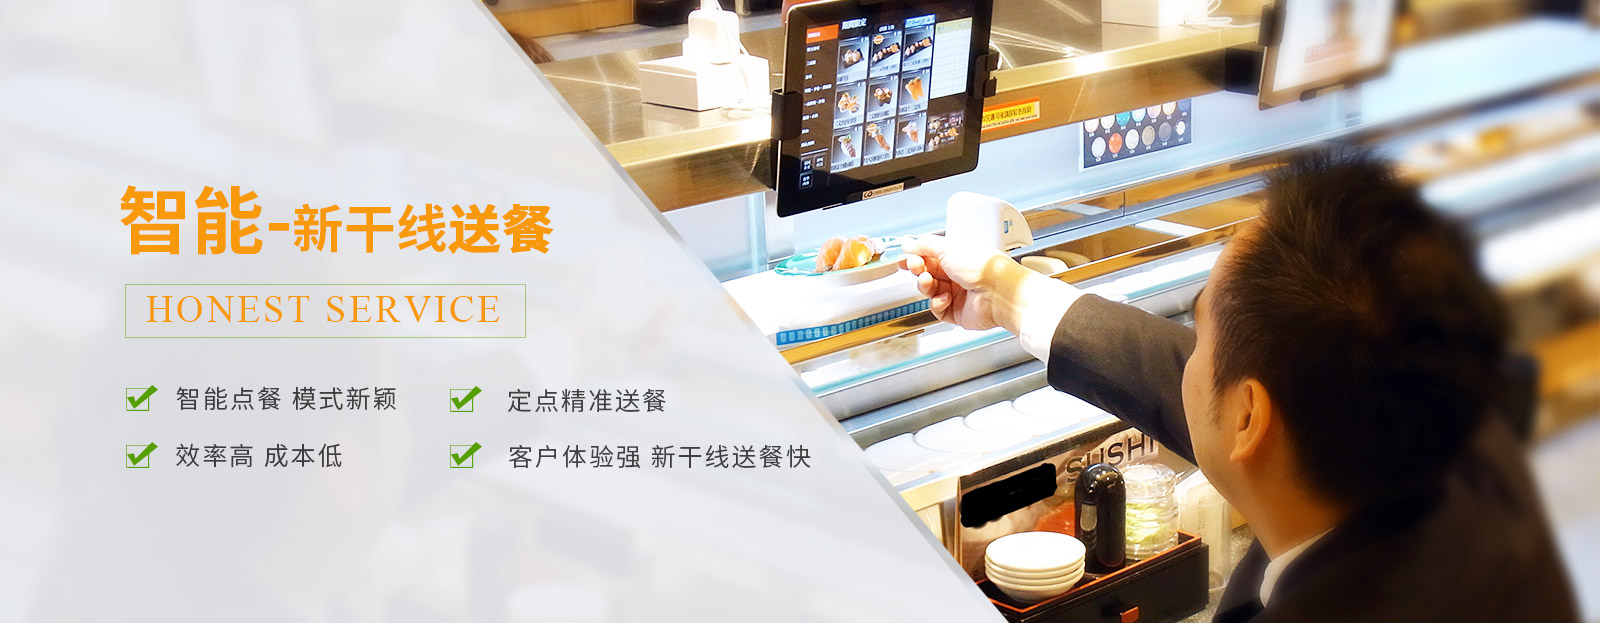 智能-新干线送餐
HONEST SERVICE
智能点餐 模式新颖
定点精准送餐
效率高 成本低
客户体验强 新干线送餐快
SUSHI